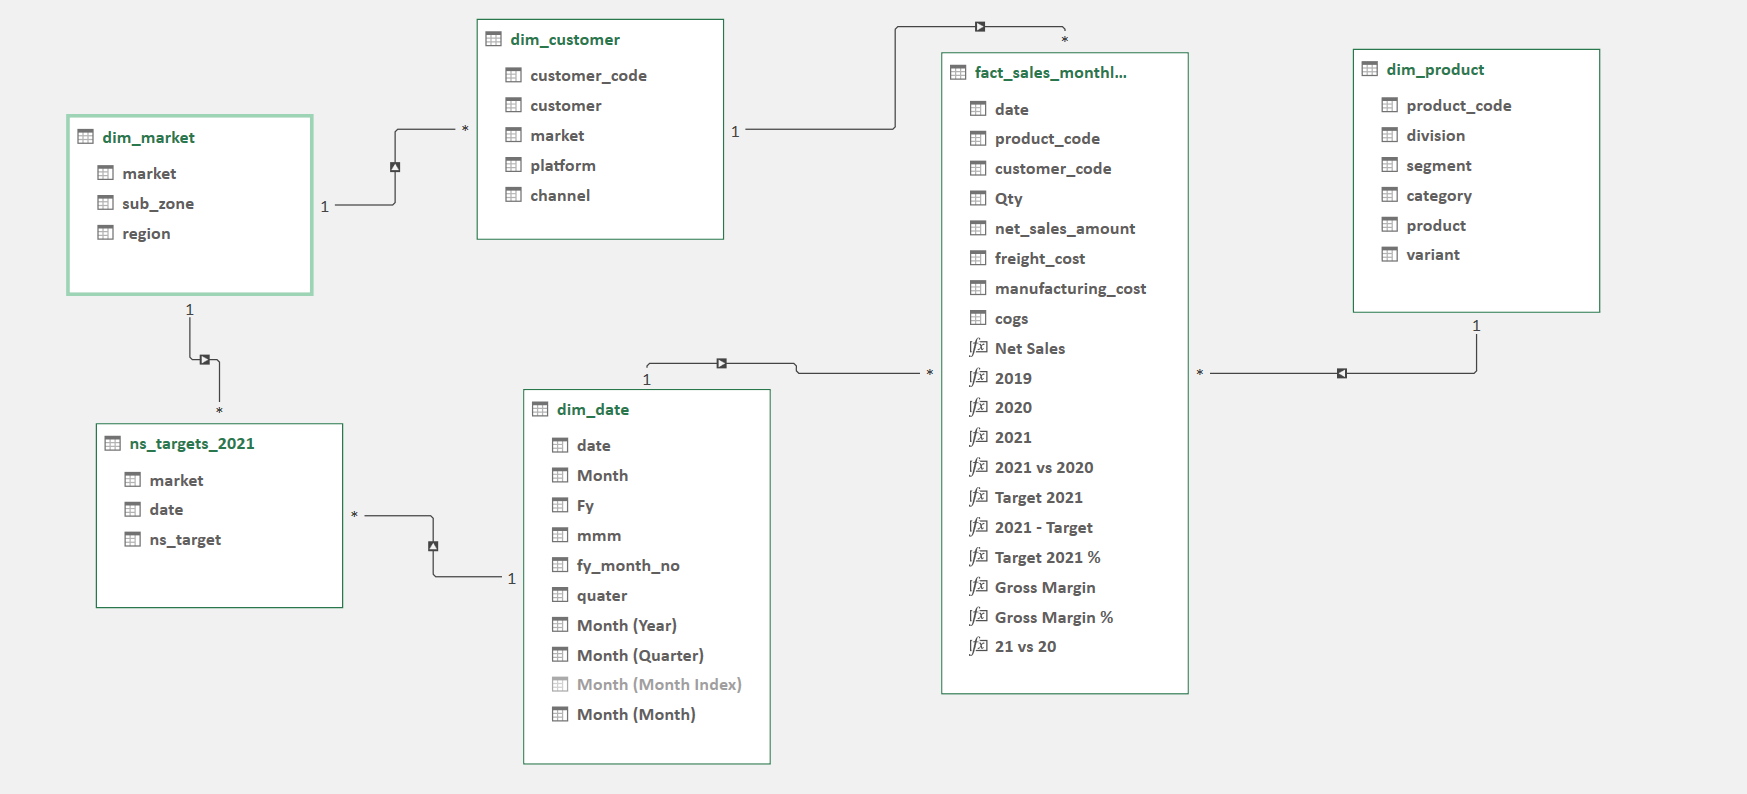 dim_market
market
sub_zone
region
1
*
1
*
dim_customer
customer_code
customer
market
platform
channel
1
*
fact_sales_monthl...
date
product_code
customer_code
Qty
net_sales_amount
freight_cost
manufacturing_cost
cogs
Net Sales
2019
2020
2021
2021 vs 2020
Target 2021
2021 - Target
Target 2021 %
Gross Margin
Gross Margin %
21 vs 20
dim_product
product_code
division
segment
category
product
variant
1
*
ns_targets_2021
market
date
ns_target
*
1
1
*
dim_date
date
Month
Fy
mmm
fy_month_no
quater
Month (Year)
Month (Quarter)
Month (Month Index)
Month (Month)